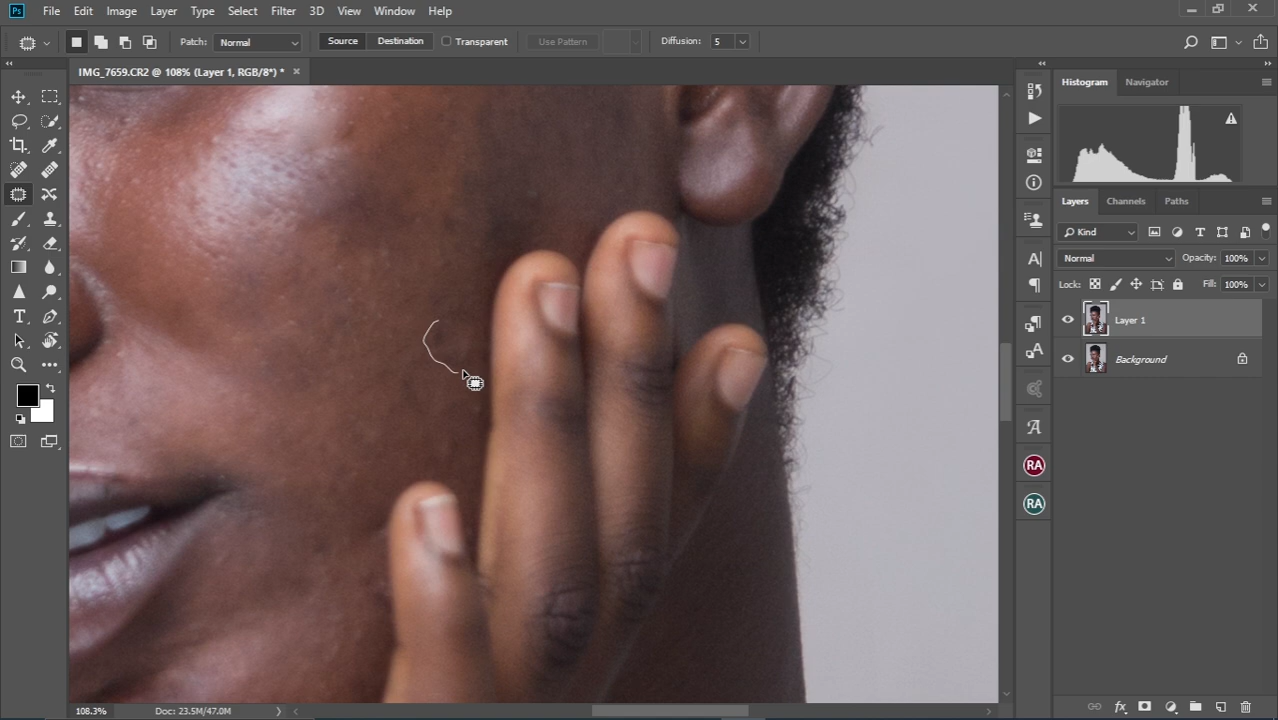 Ps File Edit Image Layer Type Select Filter 3D View Window Help
Patch: Normal Source Destination Transparent Use Pattern Diffusion: 5
IMG_7659.CR2 @ 108% (Layer 1, RGB/8*) *
Histogram Navigator
Layers Channels Paths
Kind
Normal Opacity: 100%
Lock: Fill: 100%
Layer 1
Background
RA
RA
108.3% Doc: 23.5M/47.0M